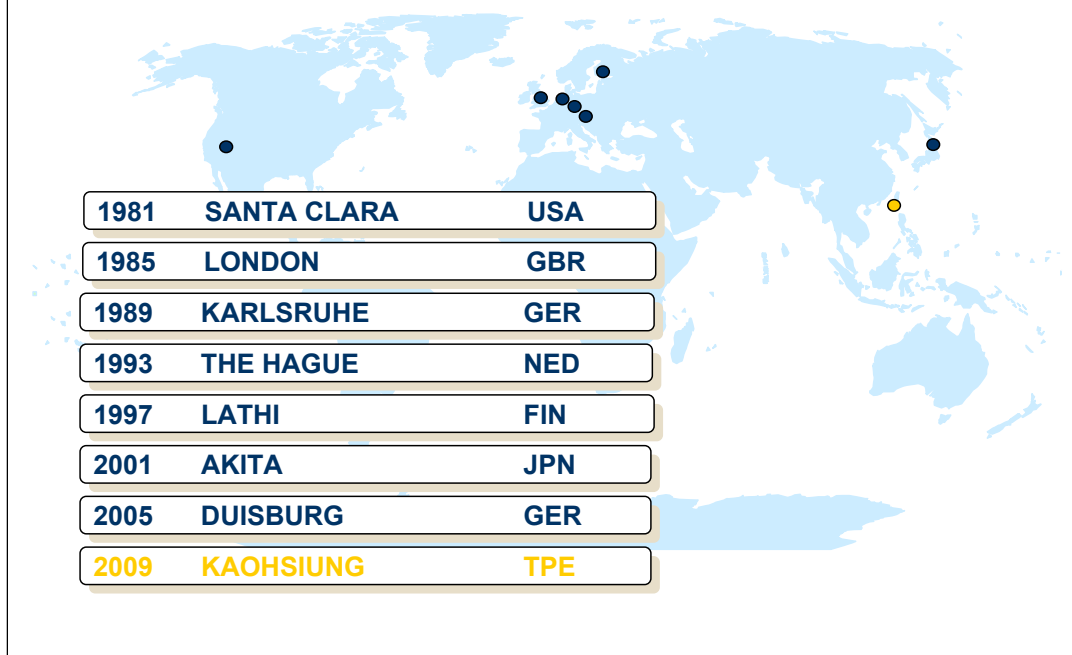 1981 SANTA CLARA USA
1985 LONDON GBR
1989 KARLSRUHE GER
1993 THE HAGUE NED
1997 LATHI FIN
2001 AKITA JPN
2005 DUISBURG GER
2009 KAOHSIUNG TPE